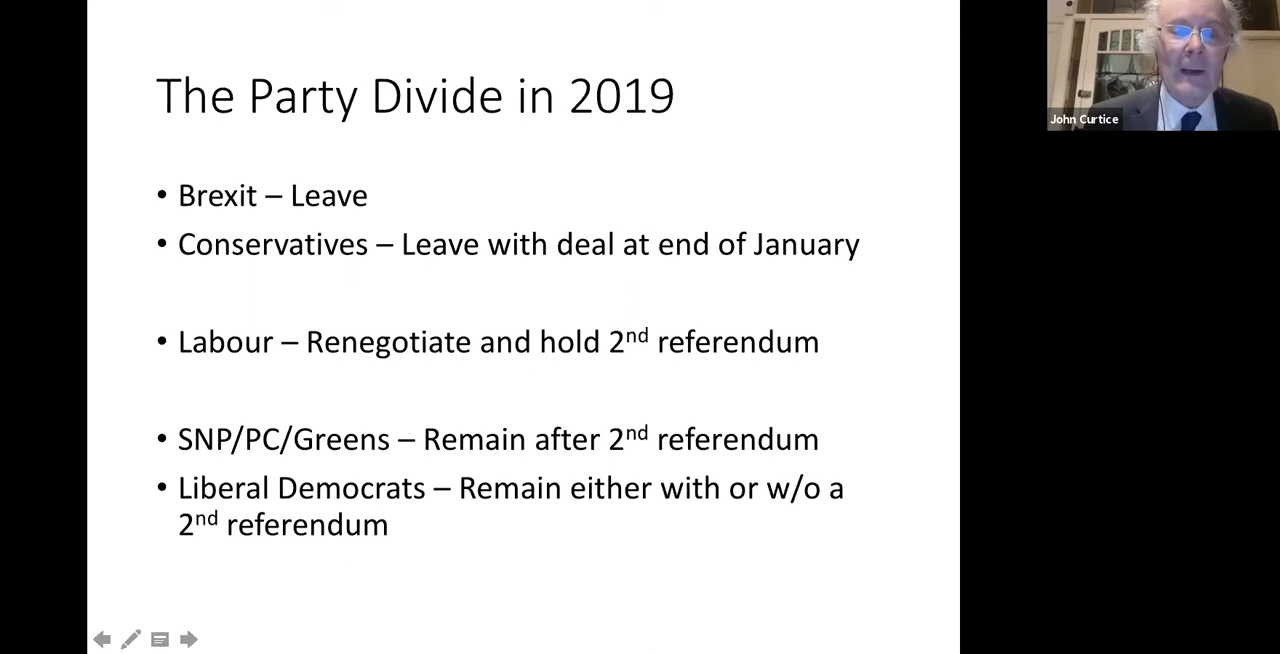 The Party Divide in 2019
• Brexit – Leave
• Conservatives – Leave with deal at end of January
• Labour – Renegotiate and hold 2nd referendum
• SNP/PC/Greens – Remain after 2nd referendum
• Liberal Democrats – Remain either with or w/o a
2nd referendum
John Curtice